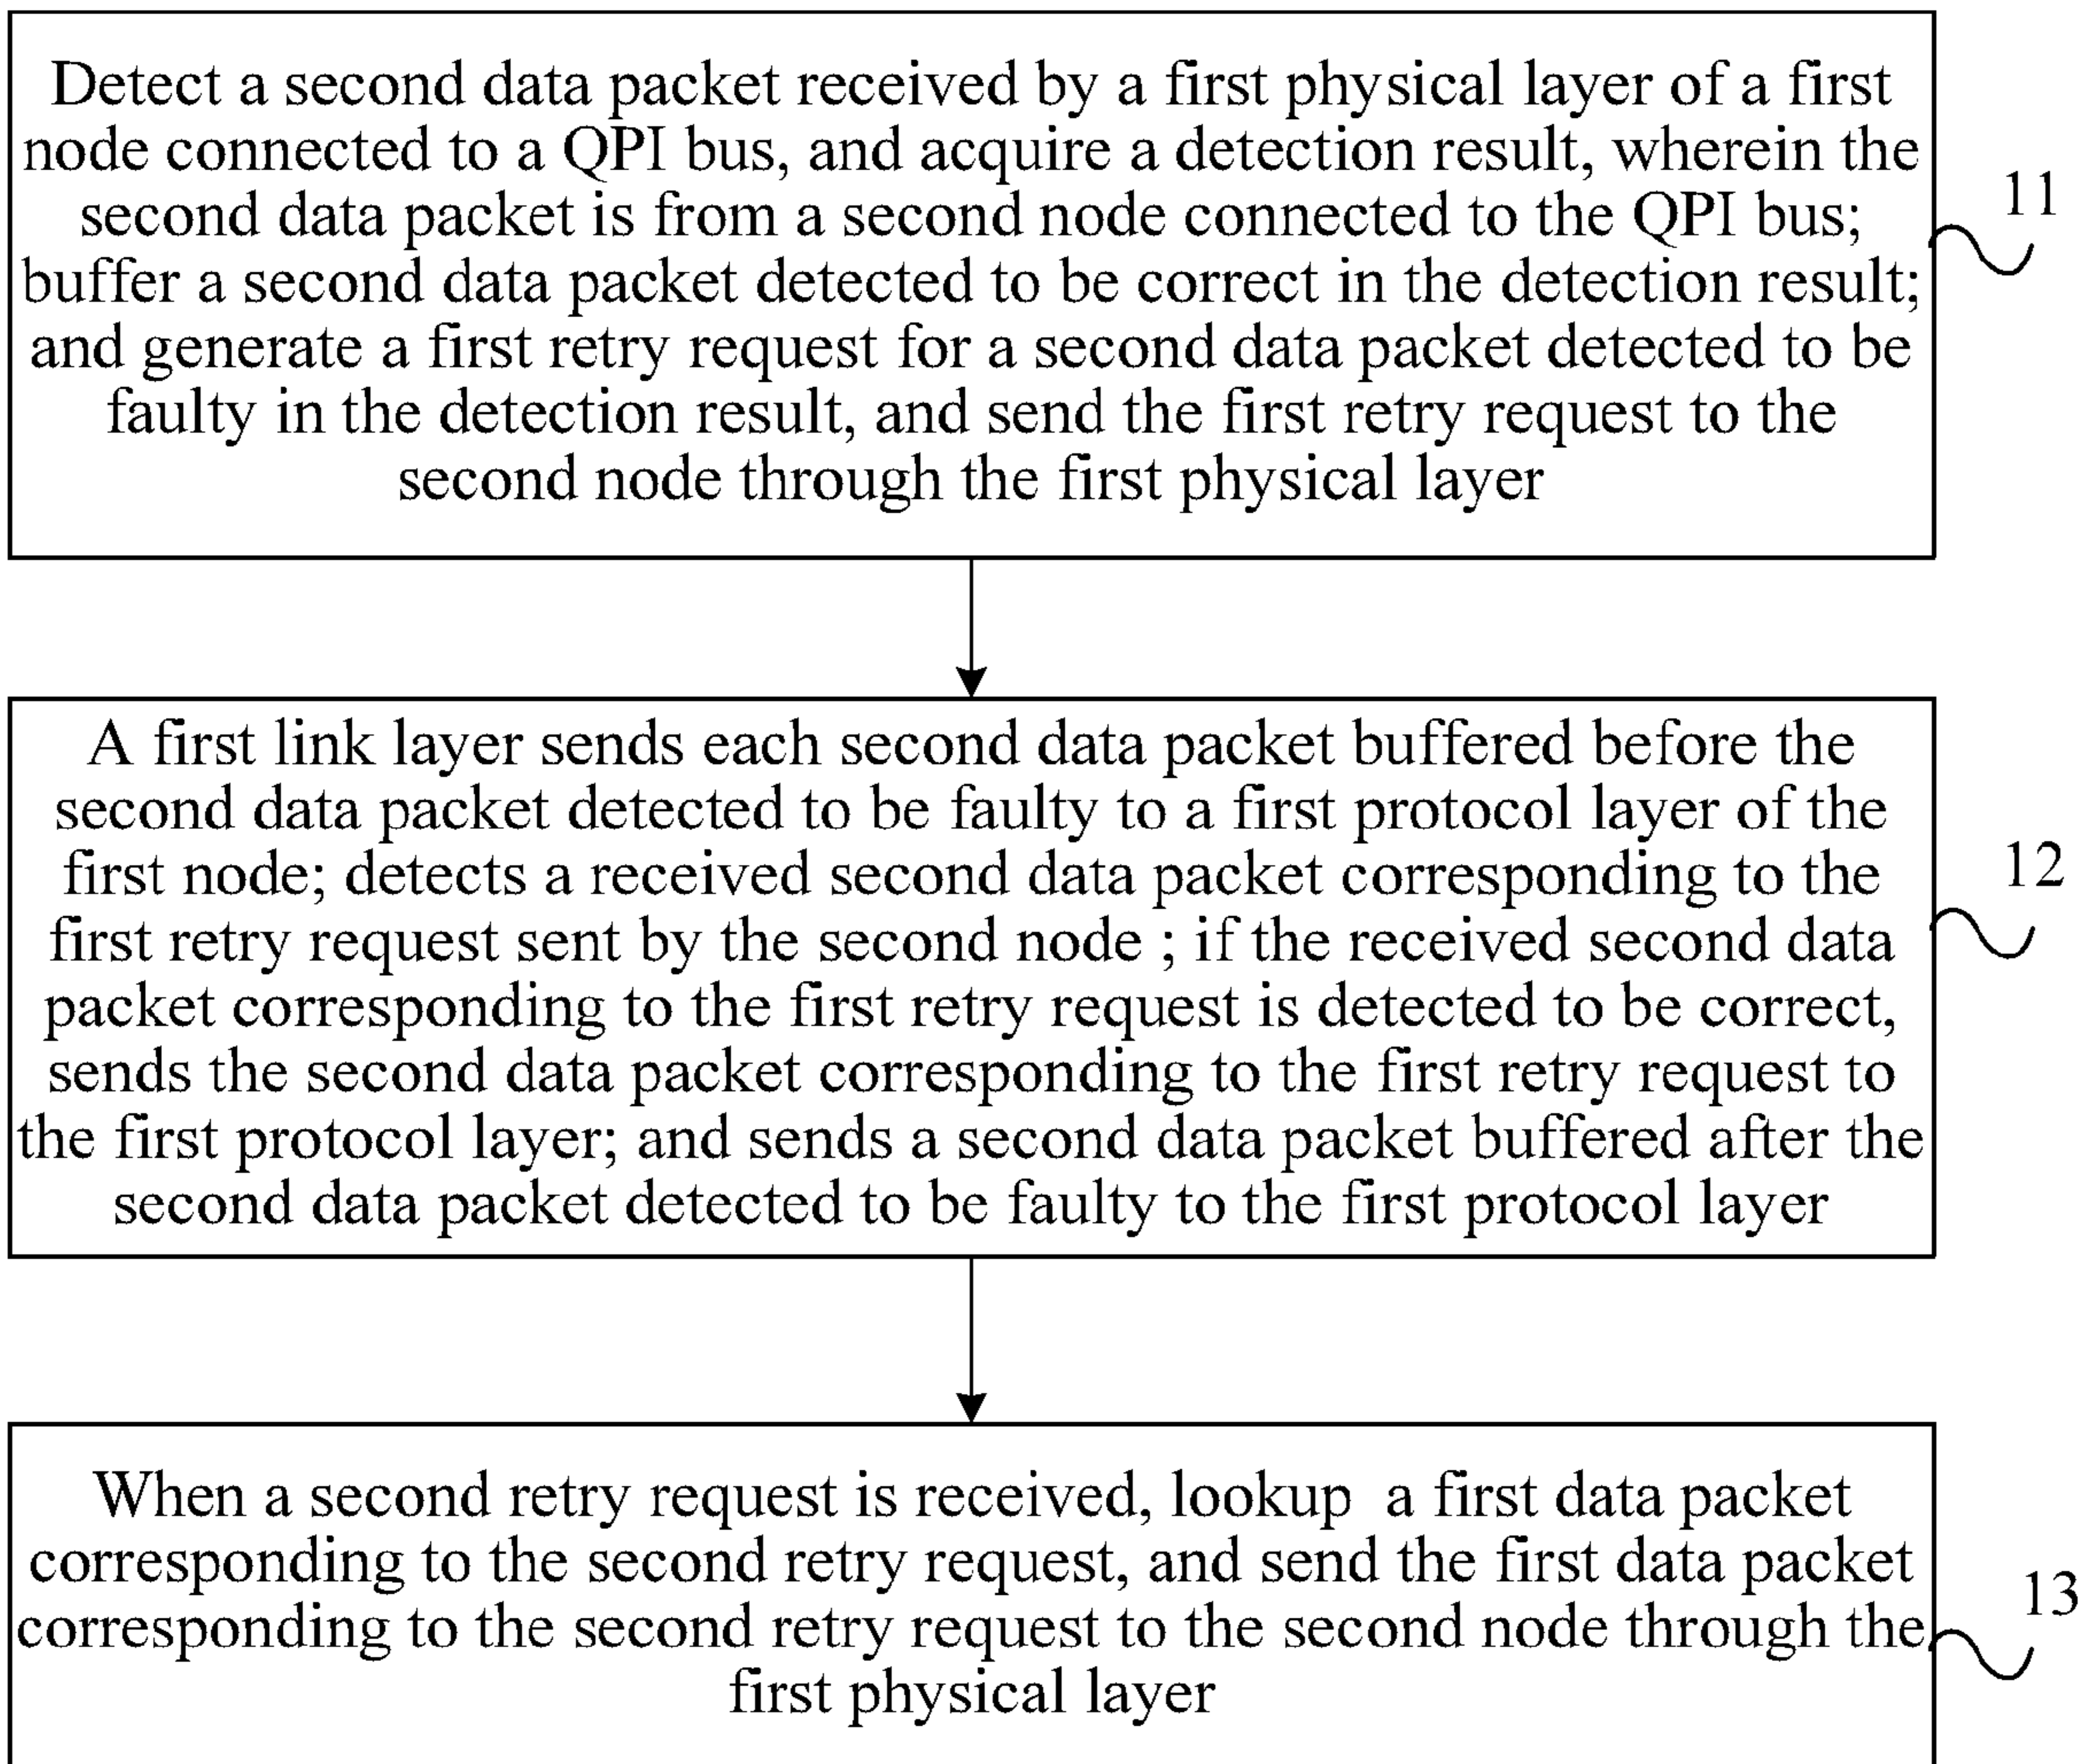 Detect a second data packet received by a first physical layer of a first
node connected to a QPI bus, and acquire a detection result, wherein the
second data packet is from a second node connected to the QPI bus;
buffer a second data packet detected to be correct in the detection result;
and generate a first retry request for a second data packet detected to be
faulty in the detection result, and send the first retry request to the
second node through the first physical layer
11
A first link layer sends each second data packet buffered before the
second data packet detected to be faulty to a first protocol layer of the
first node; detects a received second data packet corresponding to the
first retry request sent by the second node ; if the received second data
packet corresponding to the first retry request is detected to be correct,
sends the second data packet corresponding to the first retry request to
the first protocol layer; and sends a second data packet buffered after the
second data packet detected to be faulty to the first protocol layer
12
When a second retry request is received, lookup  a first data packet
corresponding to the second retry request, and send the first data packet
corresponding to the second retry request to the second node through the
first physical layer
13